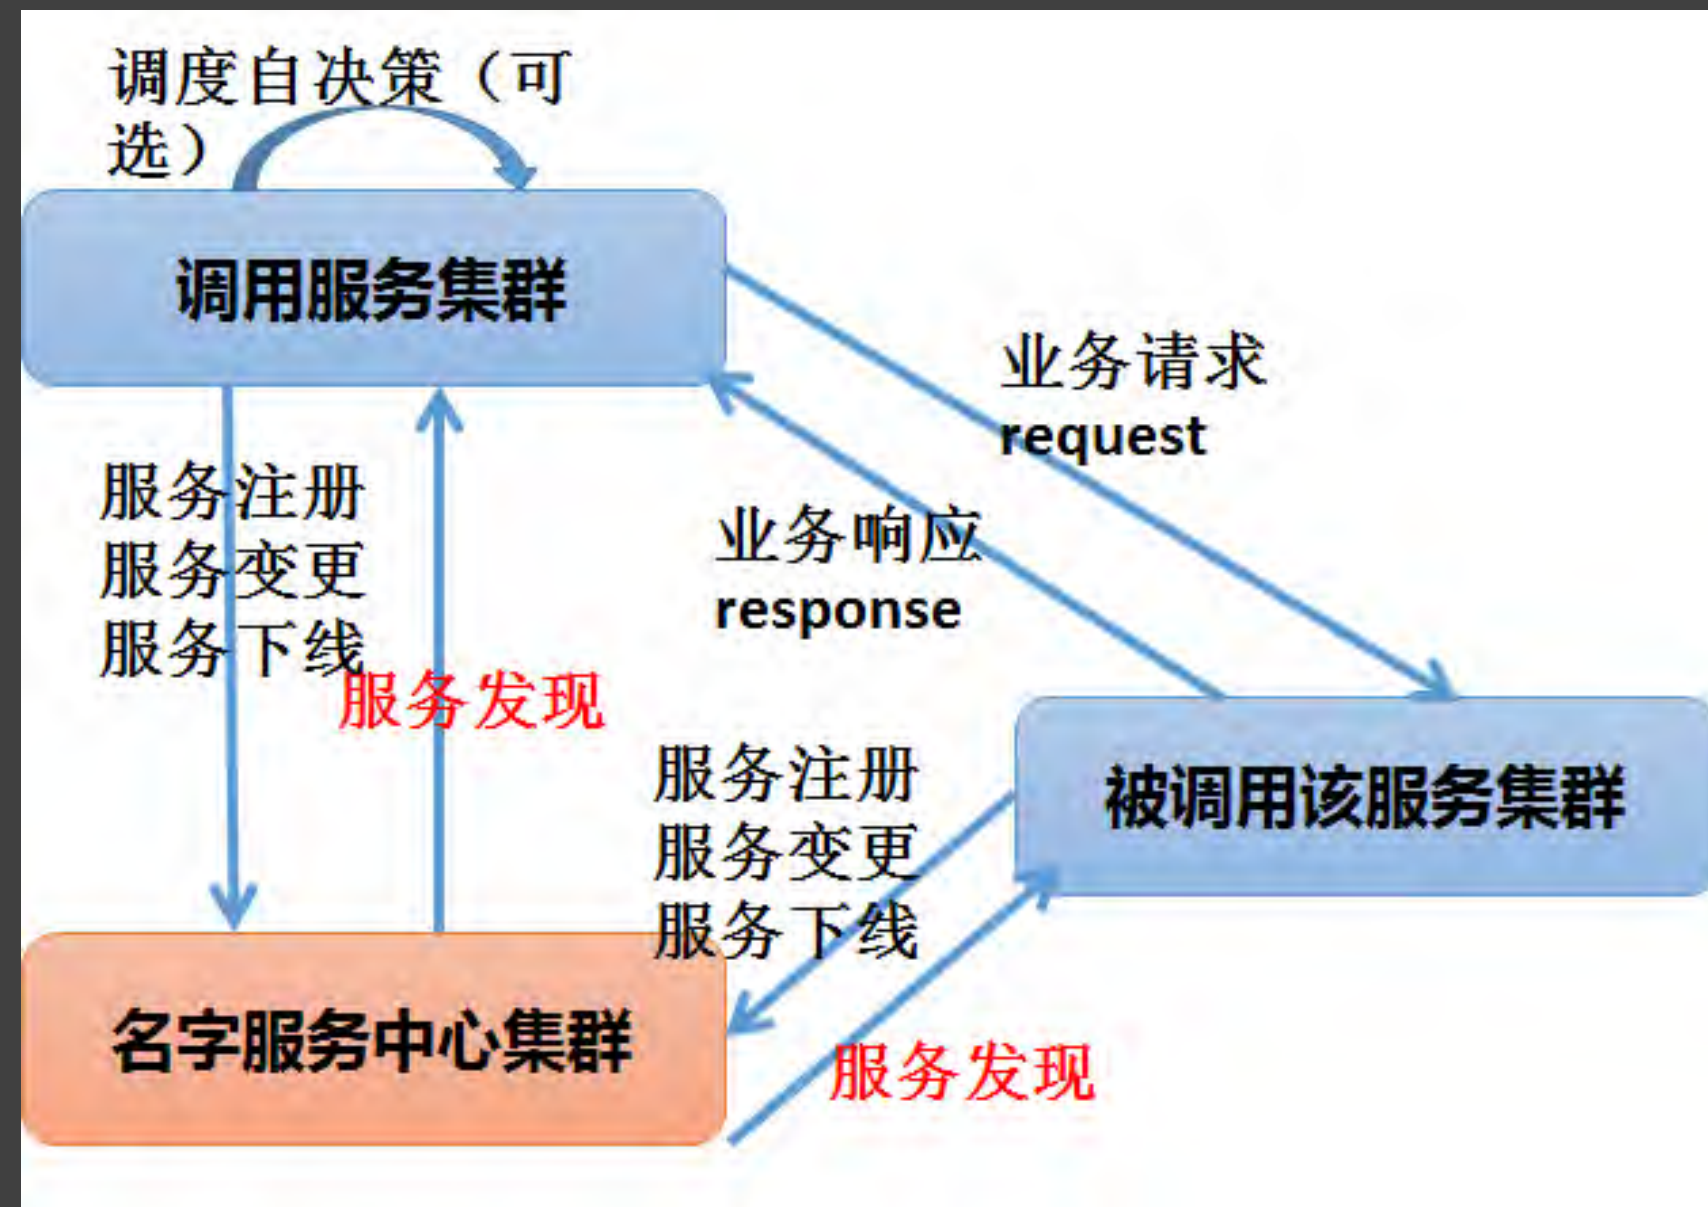 调度自决策（可
选）
调用服务集群
业务请求
request
服务注册
服务变更
服务下线
业务响应
response
服务发现
服务注册
服务变更
服务下线
被调用该服务集群
名字服务中心集群
服务发现